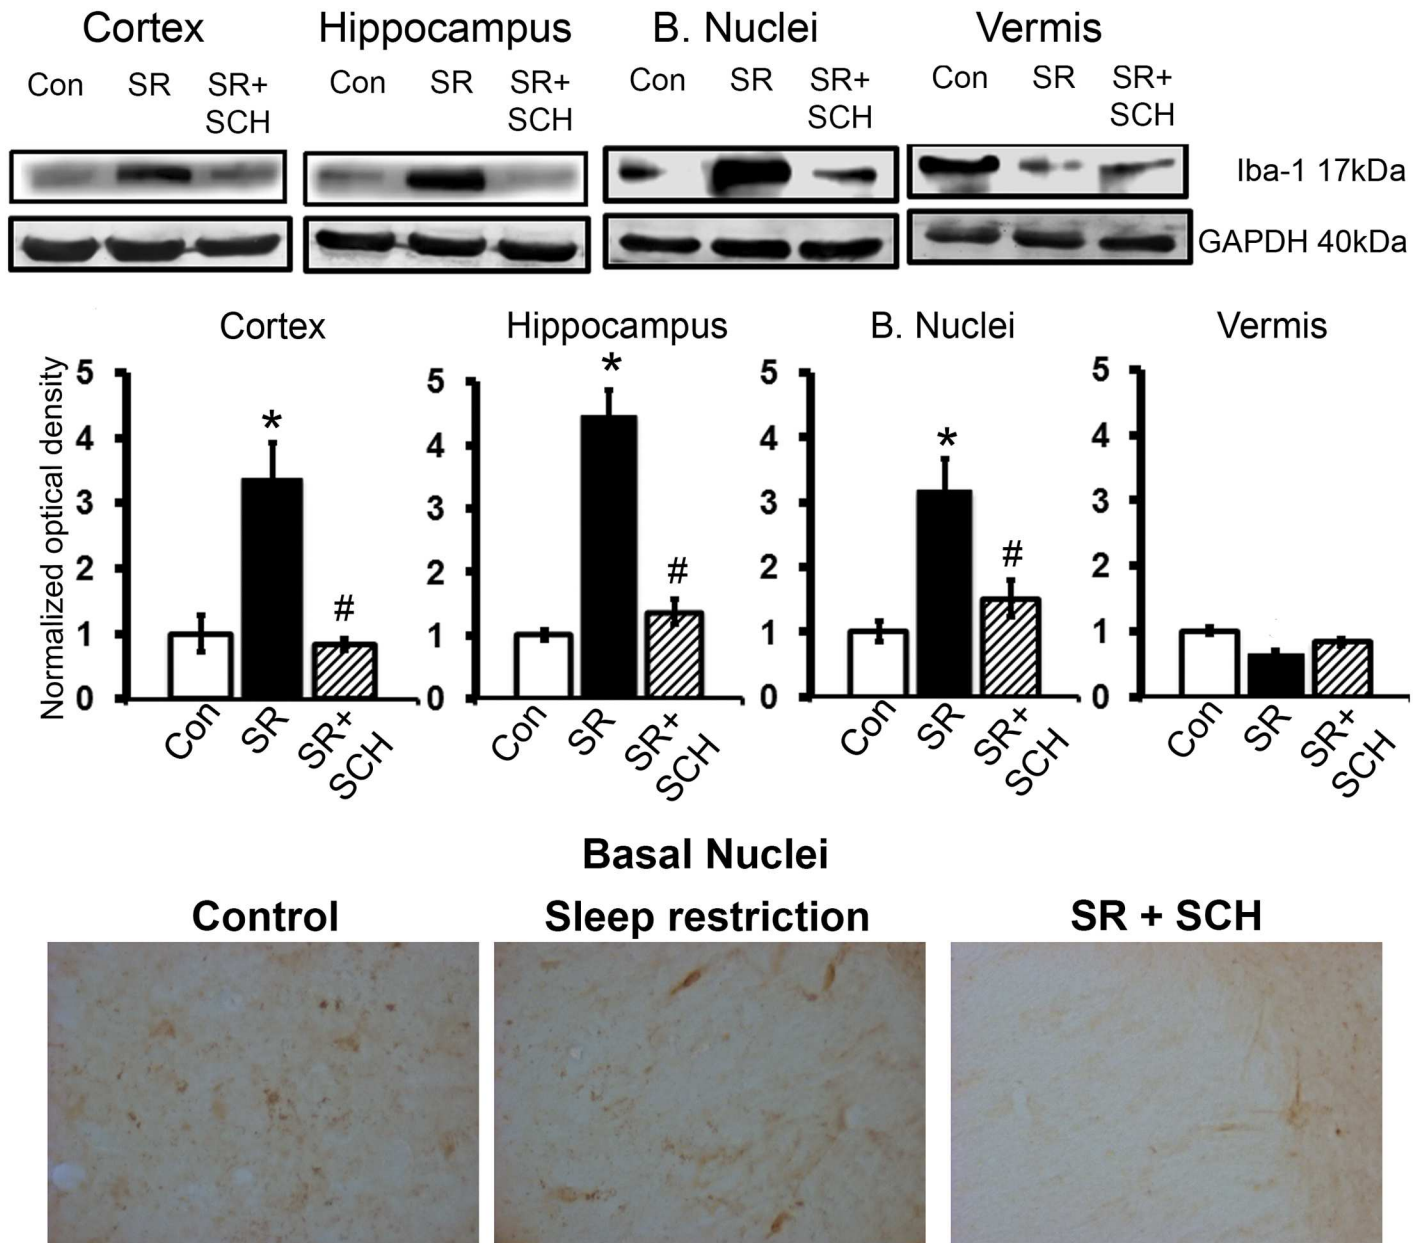 Cortex Hippocampus B. Nuclei Vermis
Con SR SR+ SCH Con SR SR+ SCH Con SR SR+ SCH Con SR SR+ SCH
Iba-1 17kDa
GAPDH 40kDa
Cortex Hippocampus B. Nuclei Vermis
Normalized optical density
5 4 3 2 1 0
* #
Con SR SR+ SCH
5 4 3 2 1 0
* #
Con SR SR+ SCH
5 4 3 2 1 0
* #
Con SR SR+ SCH
5 4 3 2 1 0
Con SR SR+ SCH
Basal Nuclei
Control Sleep restriction SR + SCH